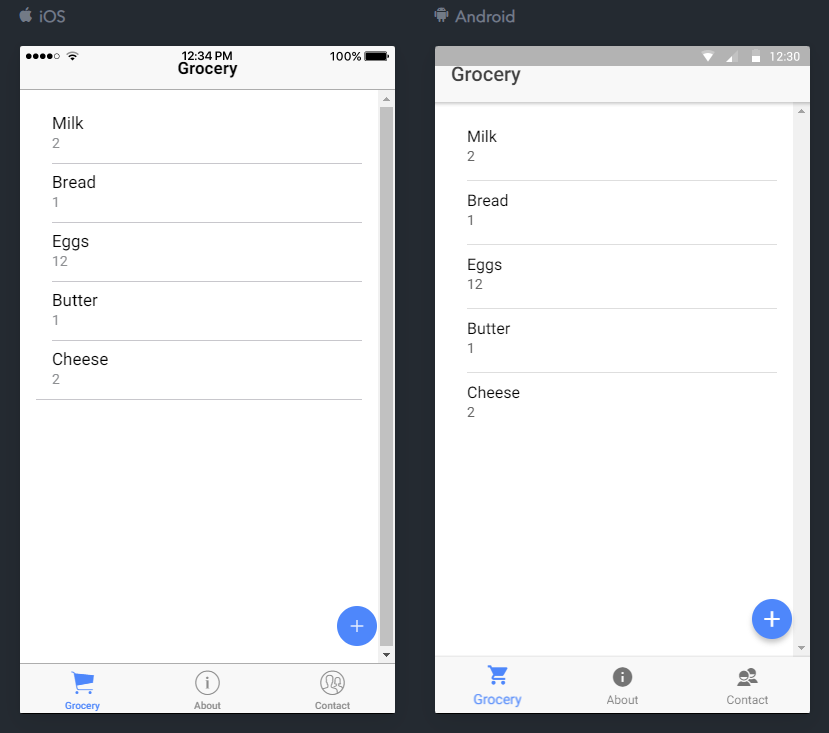 iOS
12:34 PM
100%
Grocery
Milk
2
Bread
1
Eggs
12
Butter
1
Cheese
2
Grocery
About
Contact
Android
12:30
Grocery
Milk
2
Bread
1
Eggs
12
Butter
1
Cheese
2
Grocery
About
Contact